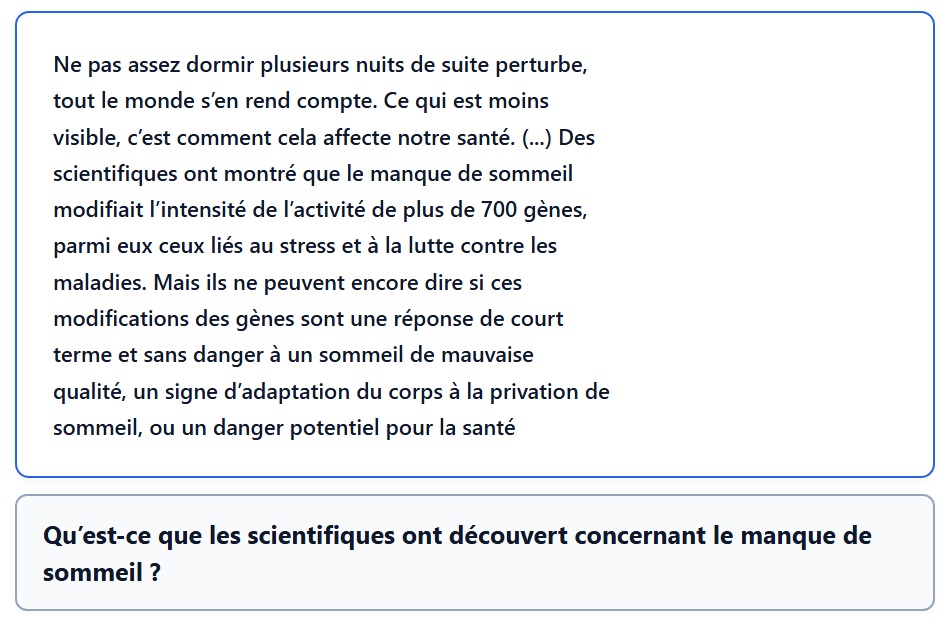 Ne pas assez dormir plusieurs nuits de suite perturbe,
tout le monde s’en rend compte. Ce qui est moins
visible, c’est comment cela affecte notre santé. (...) Des
scientifiques ont montré que le manque de sommeil
modifiait l’intensité de l’activité de plus de 700 gènes,
parmi eux ceux liés au stress et à la lutte contre les
maladies. Mais ils ne peuvent encore dire si ces
modifications des gènes sont une réponse de court
terme et sans danger à un sommeil de mauvaise
qualité, un signe d’adaptation du corps à la privation de
sommeil, ou un danger potentiel pour la santé
Qu’est-ce que les scientifiques ont découvert concernant le manque de
sommeil ?